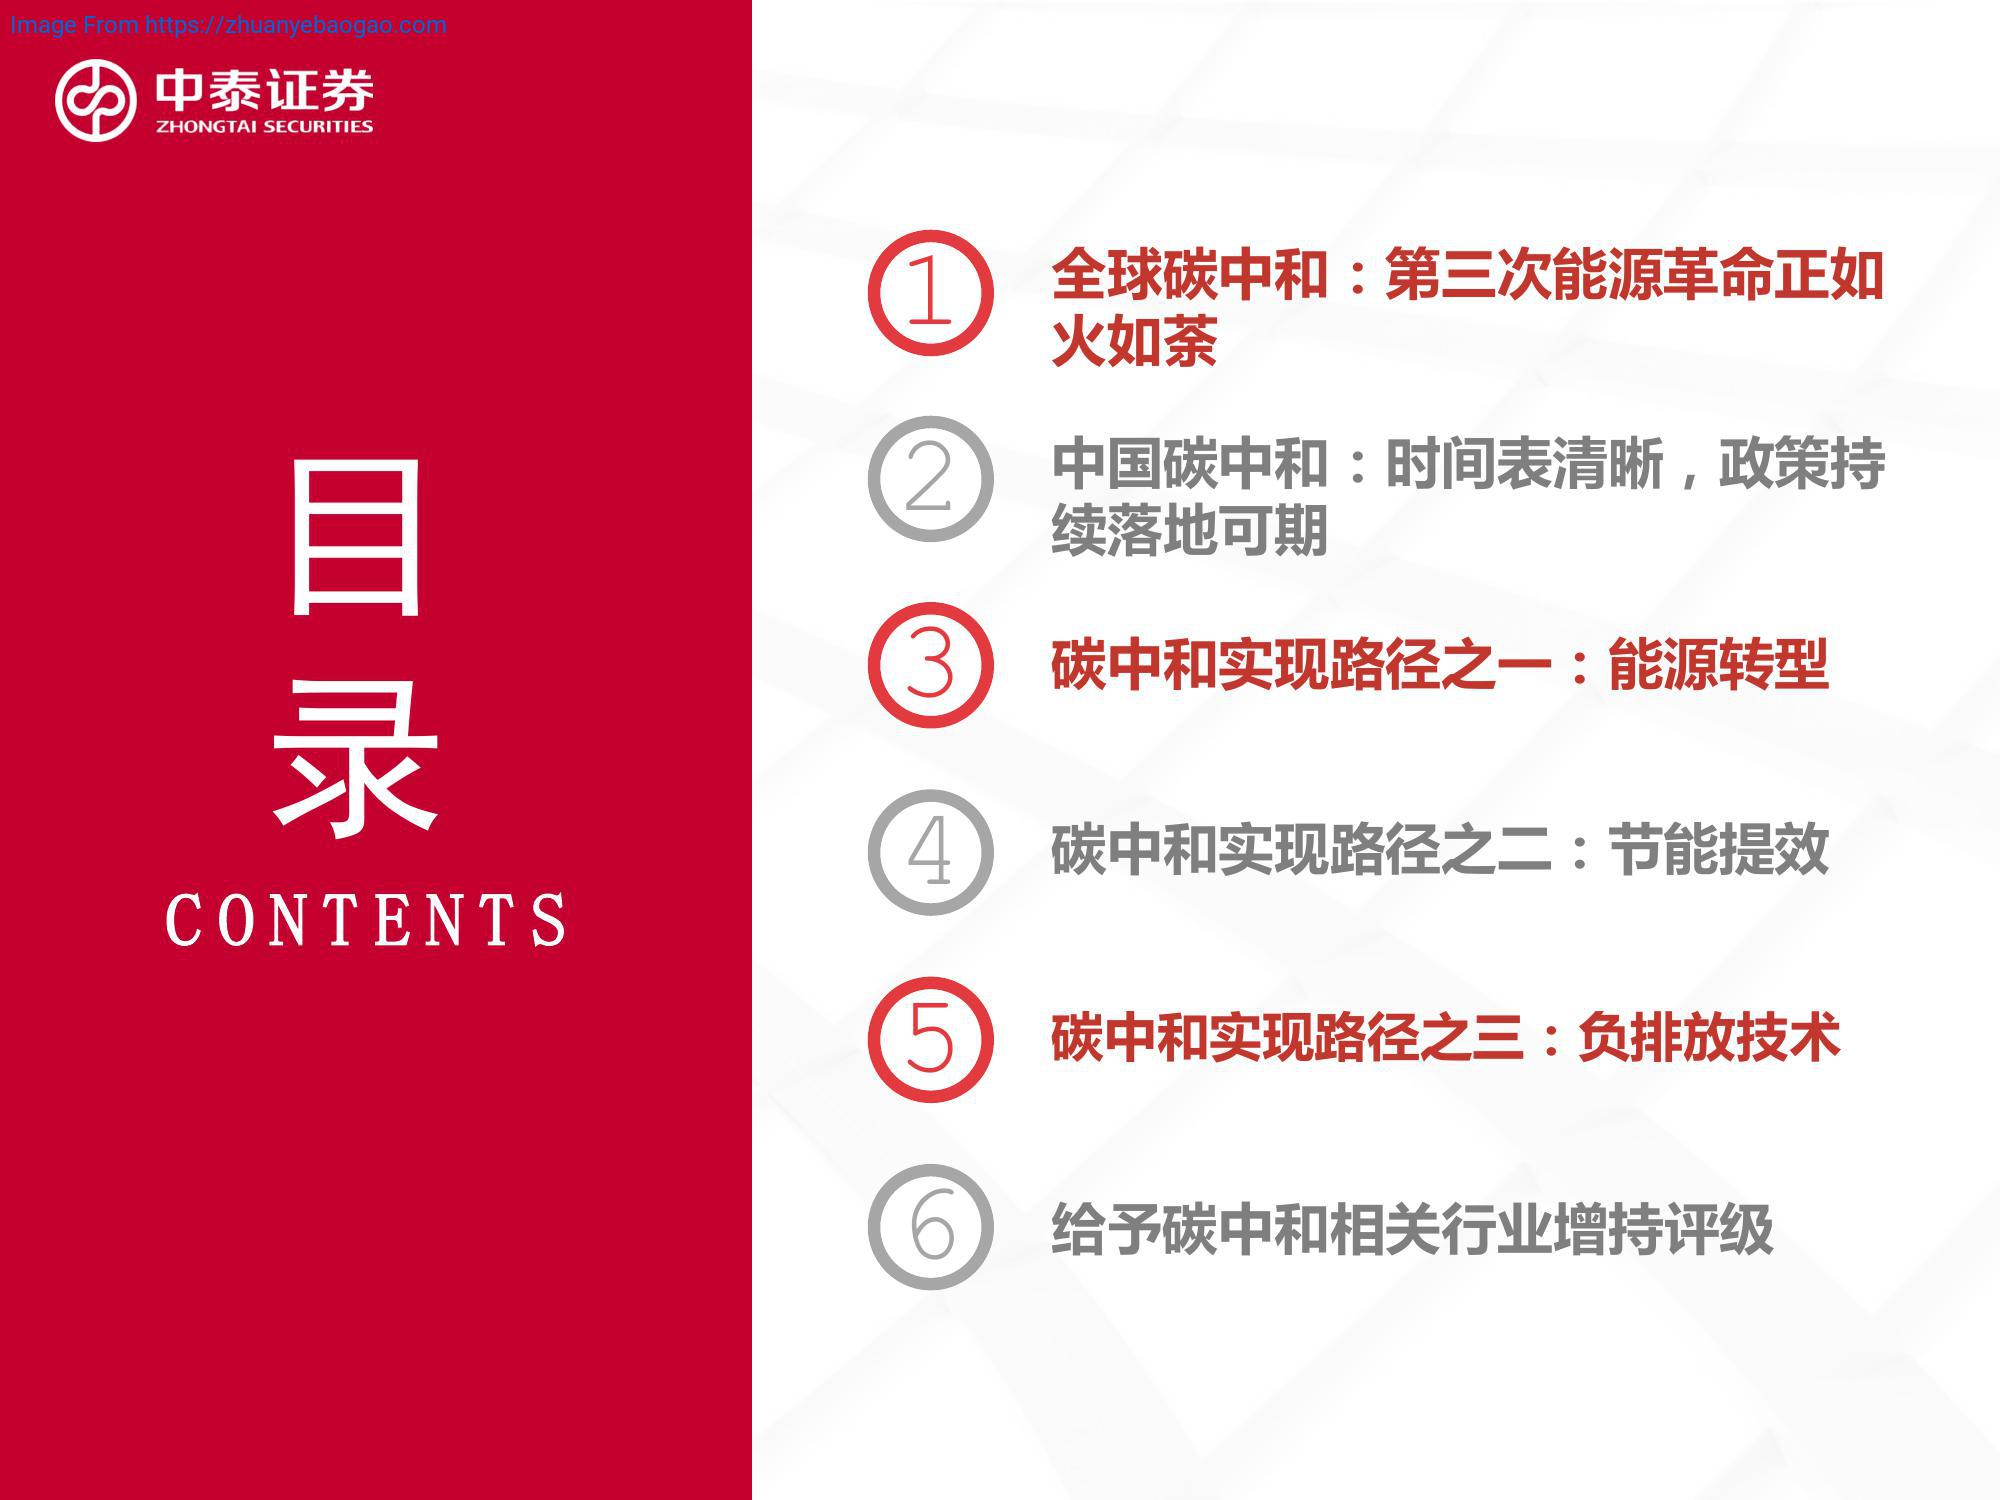 Image From https://zhuanyebaogao.com
中泰证券
ZHONGTAI SECURITIES
目
录
CONTENTS
1
全球碳中和：第三次能源革命正如
火如荼
2
中国碳中和：时间表清晰，政策持
续落地可期
3
碳中和实现路径之一：能源转型
4
碳中和实现路径之二：节能提效
5
碳中和实现路径之三：负排放技术
6
给予碳中和相关行业增持评级